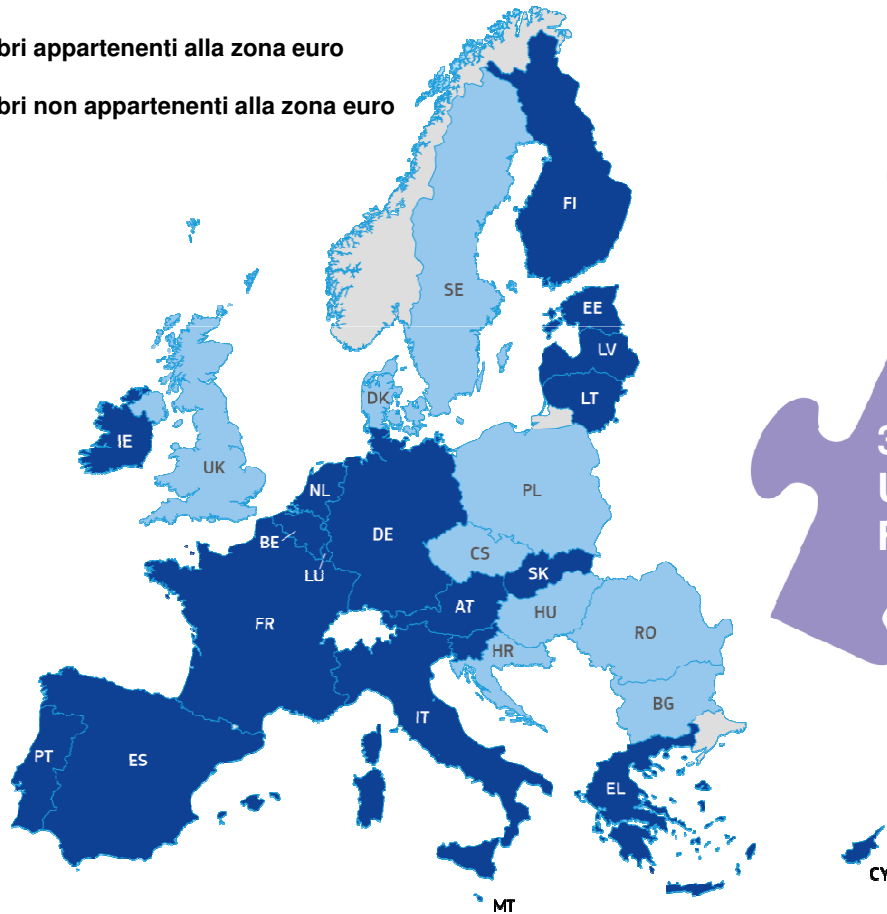 bri appartenenti alla zona euro
bri non appartenenti alla zona euro
FI
SE
EE
LV
LT
DK
IE
UK
NL
PL
BE
DE
CS
LU
SK
AT
FR
HU
RO
HR
BG
IT
PT
ES
EL
CY
MT
3
U